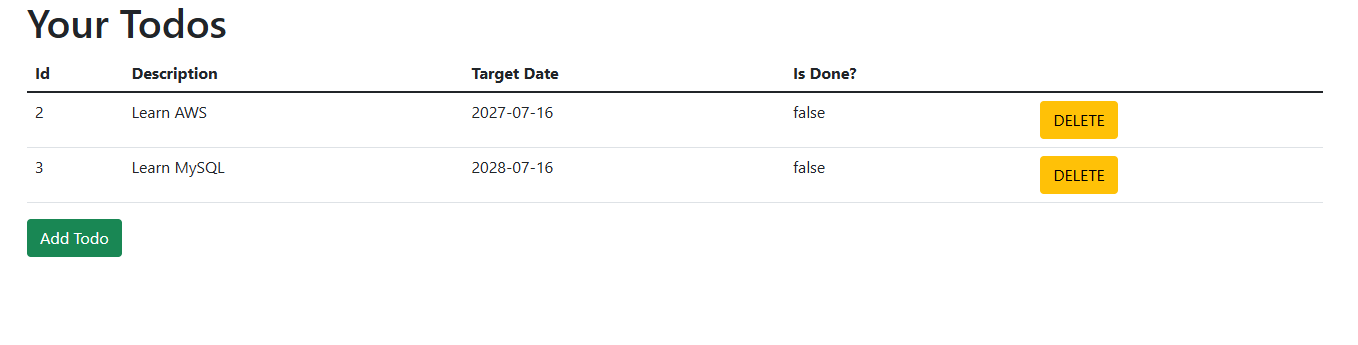 Your Todos
Id Description Target Date Is Done?
2 Learn AWS 2027-07-16 false DELETE
3 Learn MySQL 2028-07-16 false DELETE
Add Todo